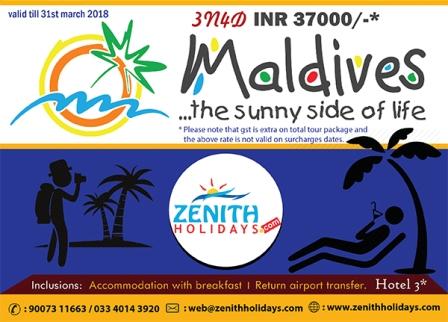 valid till 31st march 2018
3N4D INR 37000/-*
Maldives
...the sunny side of life
* Please note that gst is extra on total tour package and
the above rate is not valid on surcharges dates.
ZENITH
HOLIDAYS.com
Inclusions: Accommodation with breakfast I Return airport transfer. Hotel 3*
: 90073 11663 / 033 4014 3920 : web@zenithholidays.com : www.zenithholidays.com